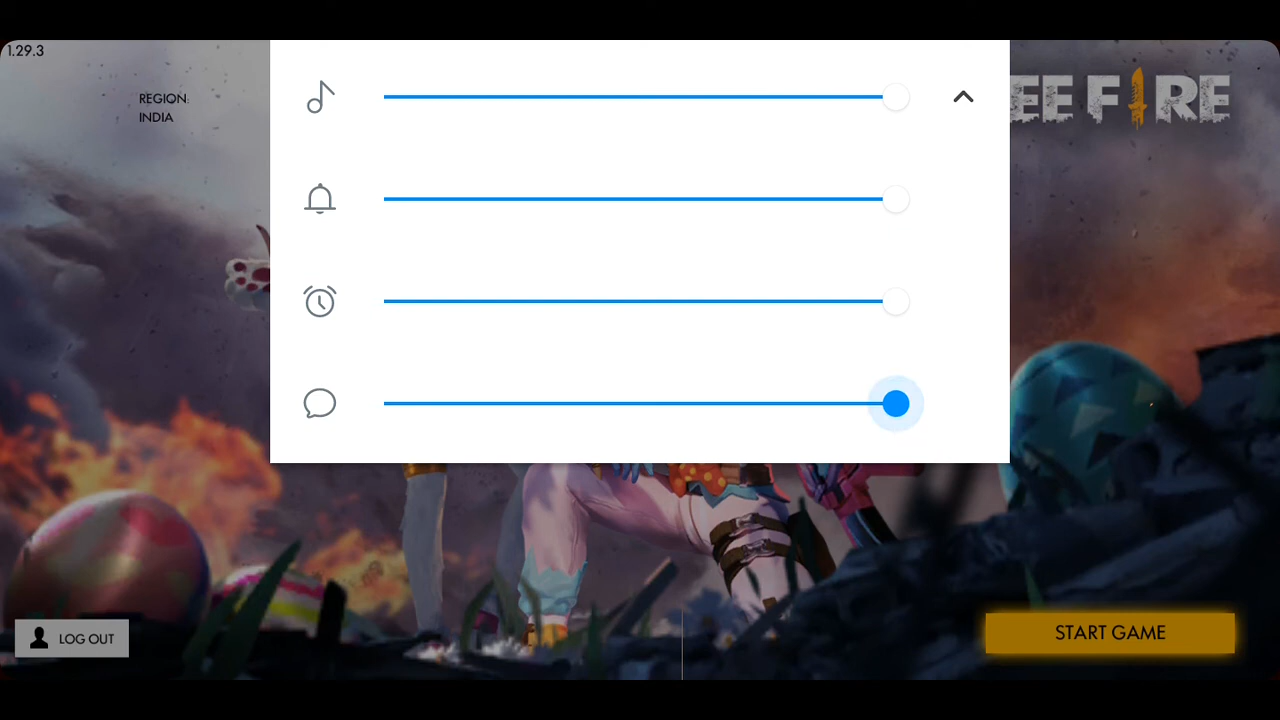 1.29.3
REGION:
INDIA
EE FIRE
LOG OUT
START GAME